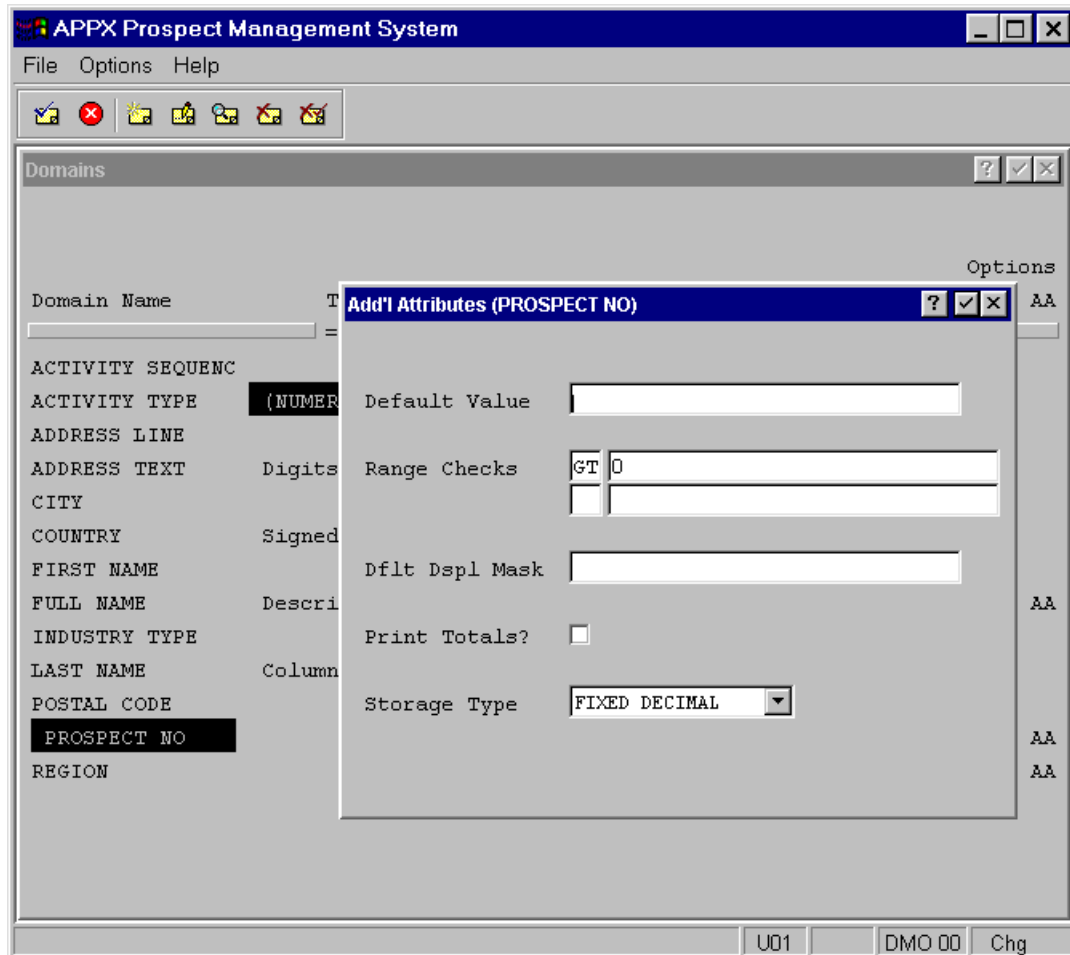 APPX Prospect Management System
File Options Help
Domains
Options
Domain Name T AA
=
Add'l Attributes (PROSPECT NO)
ACTIVITY SEQUENC
ACTIVITY TYPE (NUMER Default Value
ADDRESS LINE
ADDRESS TEXT Digits Range Checks GT 0
CITY
COUNTRY Signed
FIRST NAME Dflt Dspl Mask
FULL NAME Descri AA
INDUSTRY TYPE Print Totals?
LAST NAME Column
POSTAL CODE Storage Type FIXED DECIMAL
PROSPECT NO AA
REGION AA
U01 DMO 00 Chg